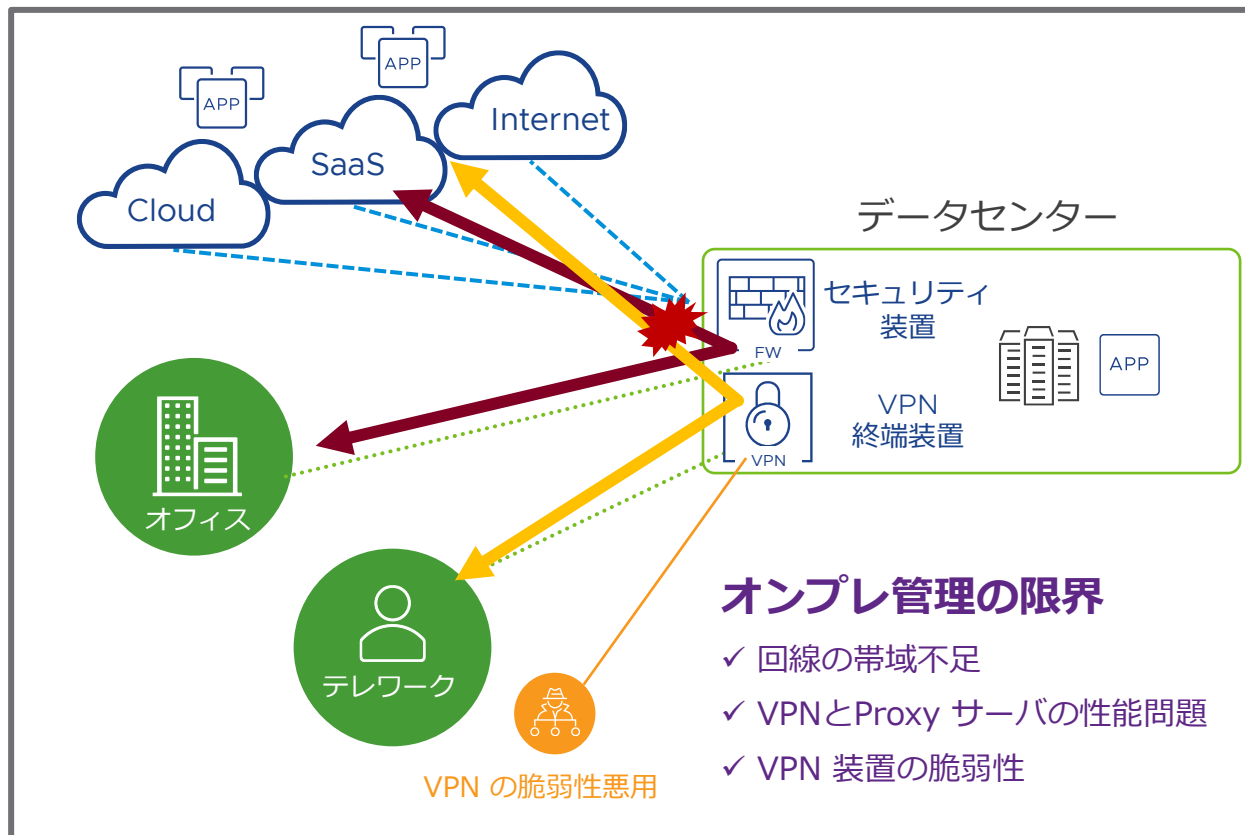 APP
APP
Internet
SaaS
Cloud
データセンター
セキュリティ
装置
FW
APP
VPN
終端装置
VPN
オフィス
テレワーク
VPN の脆弱性悪用
オンプレ管理の限界
✓ 回線の帯域不足
✓ VPNとProxy サーバの性能問題
✓ VPN 装置の脆弱性